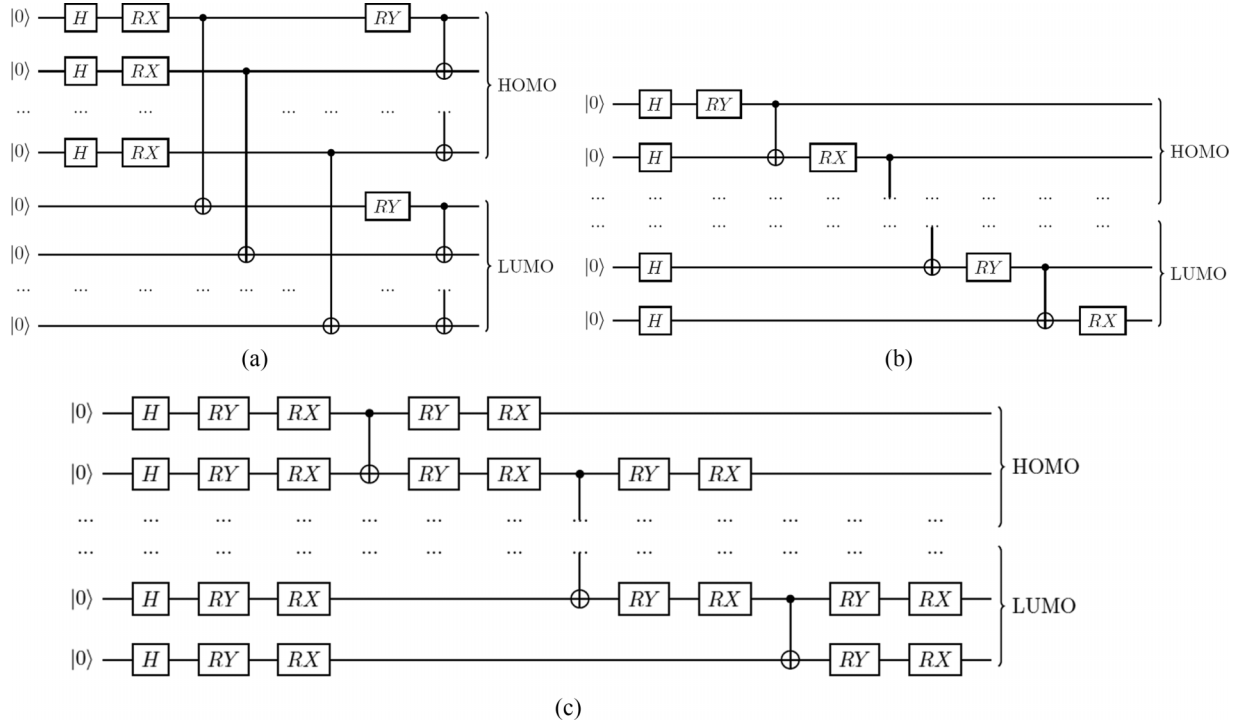 |0⟩ H RX RY
|0⟩ H RX HOMO
... ... ... ... ... ... ...
|0⟩ H RX
|0⟩ RY
|0⟩ LUMO
... ... ... ... ... ... ...
|0⟩
(a)
|0⟩ H RY
|0⟩ H RX HOMO
... ... ... ... ... ... ... ... ... ...
... ... ... ... ... ... ... ... ... ...
|0⟩ H RY LUMO
|0⟩ H RX
(b)
|0⟩ H RY RX RY RX
|0⟩ H RY RX RY RX RY RX HOMO
... ... ... ... ... ... ... ... ... ... ... ...
... ... ... ... ... ... ... ... ... ... ... ...
|0⟩ H RY RX RY RX RY RX LUMO
|0⟩ H RY RX RY RX
(c)